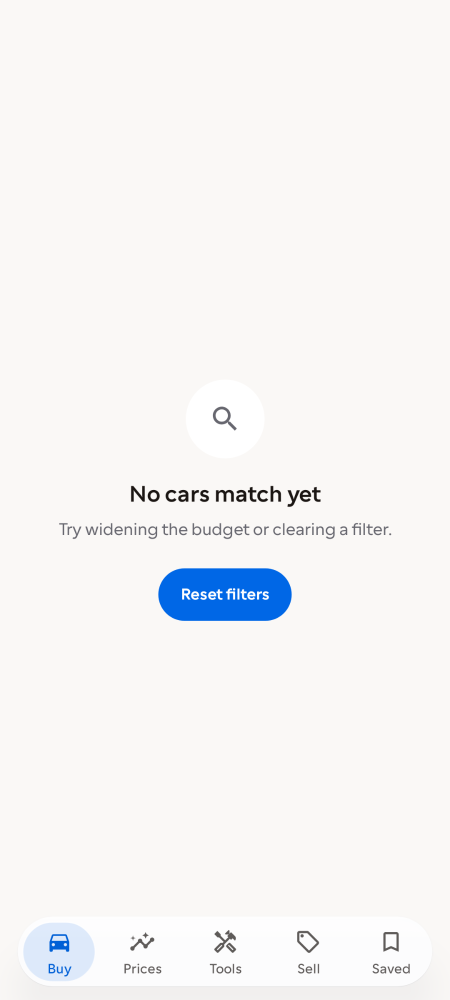 No cars match yet
Try widening the budget or clearing a filter.
Reset filters
Buy
Prices
Tools
Sell
Saved